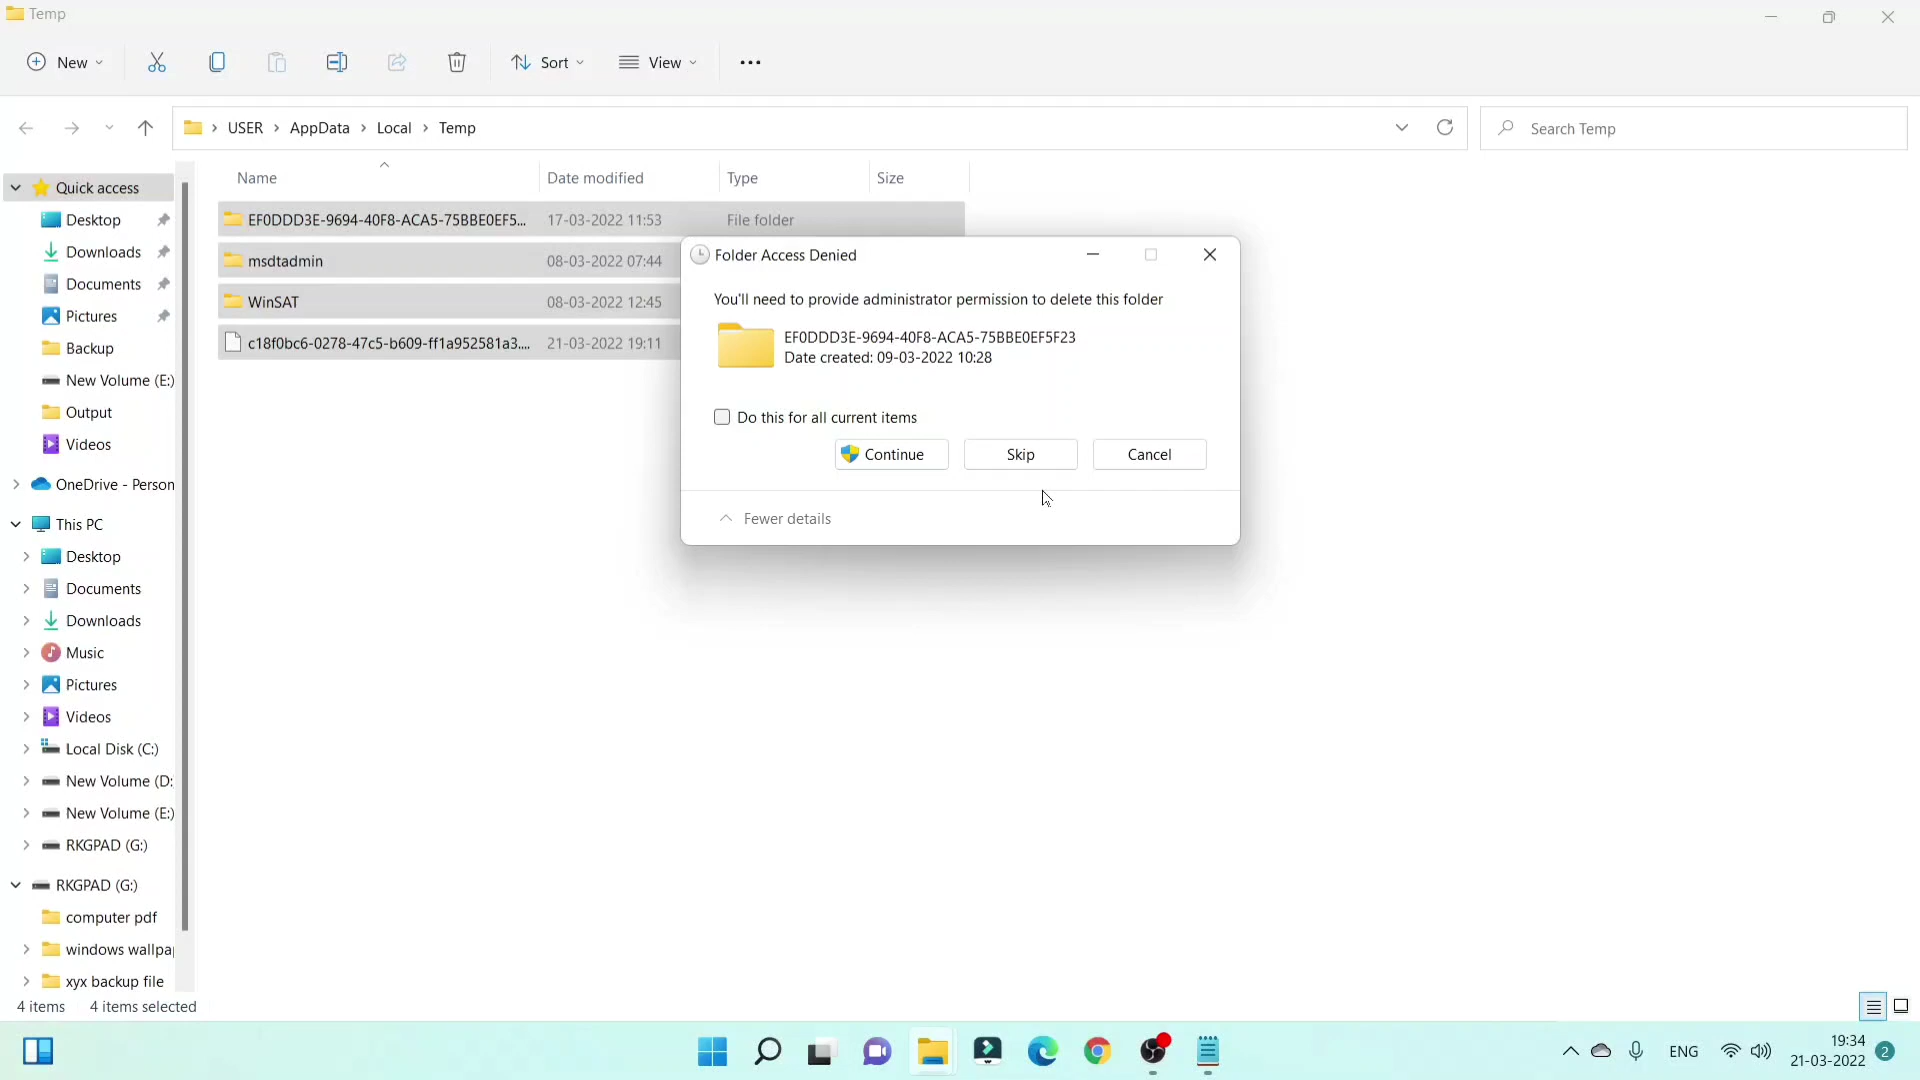 Temp
New
Sort
View
USER > AppData > Local > Temp
Search Temp
Name
Date modified
Type
Size
EF0DDD3E-9694-40F8-ACA5-75BBE0EF5... 17-03-2022 11:53 File folder
msdtadmin 08-03-2022 07:44
WinSAT 08-03-2022 12:45
c18f0bc6-0278-47c5-b609-ff1a952581a3.... 21-03-2022 19:11
Quick access
Desktop
Downloads
Documents
Pictures
Backup
New Volume (E:)
Output
Videos
OneDrive - Person
This PC
Desktop
Documents
Downloads
Music
Pictures
Videos
Local Disk (C:)
New Volume (D:
New Volume (E:)
RKGPAD (G:)
RKGPAD (G:)
computer pdf
windows wallpa
xyx backup file
4 items 4 items selected
Folder Access Denied
You'll need to provide administrator permission to delete this folder
EF0DDD3E-9694-40F8-ACA5-75BBE0EF5F23
Date created: 09-03-2022 10:28
Do this for all current items
Continue
Skip
Cancel
Fewer details
ENG
19:34
21-03-2022
2